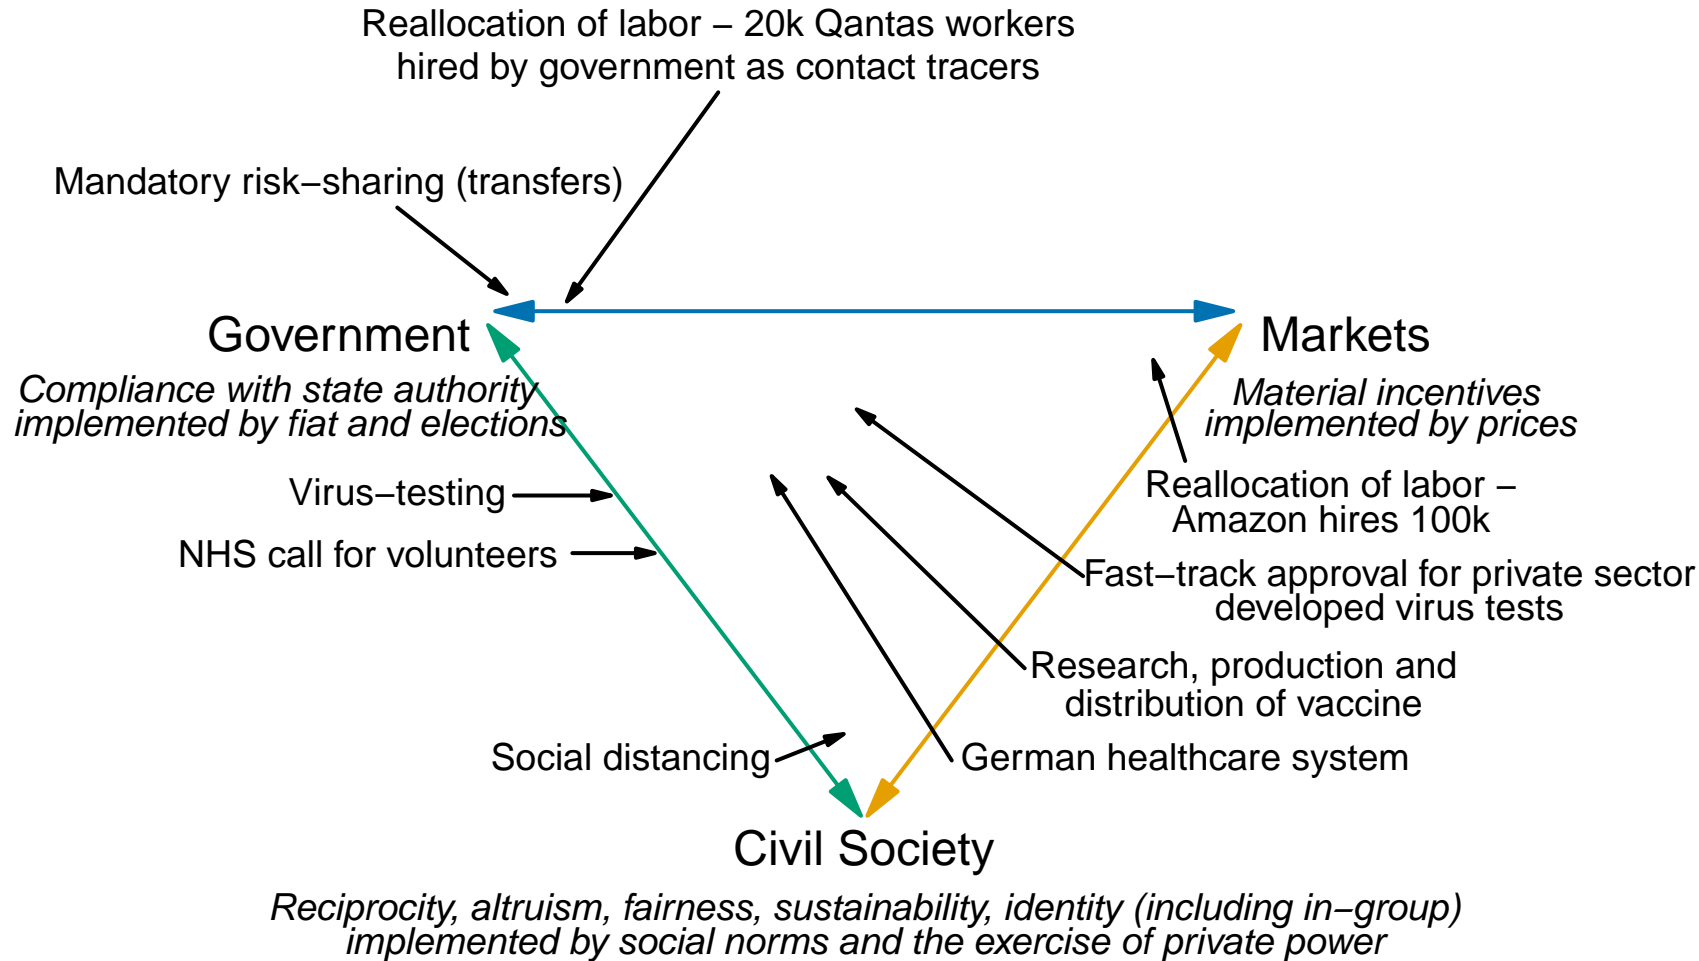 Reallocation of labor – 20k Qantas workers
hired by government as contact tracers
Mandatory risk–sharing (transfers)
Government
Compliance with state authority
implemented by fiat and elections
Markets
Material incentives
implemented by prices
Virus–testing
NHS call for volunteers
Reallocation of labor –
Amazon hires 100k
Fast–track approval for private sector
developed virus tests
Research, production and
distribution of vaccine
Social distancing
German healthcare system
Civil Society
Reciprocity, altruism, fairness, sustainability, identity (including in–group)
implemented by social norms and the exercise of private power